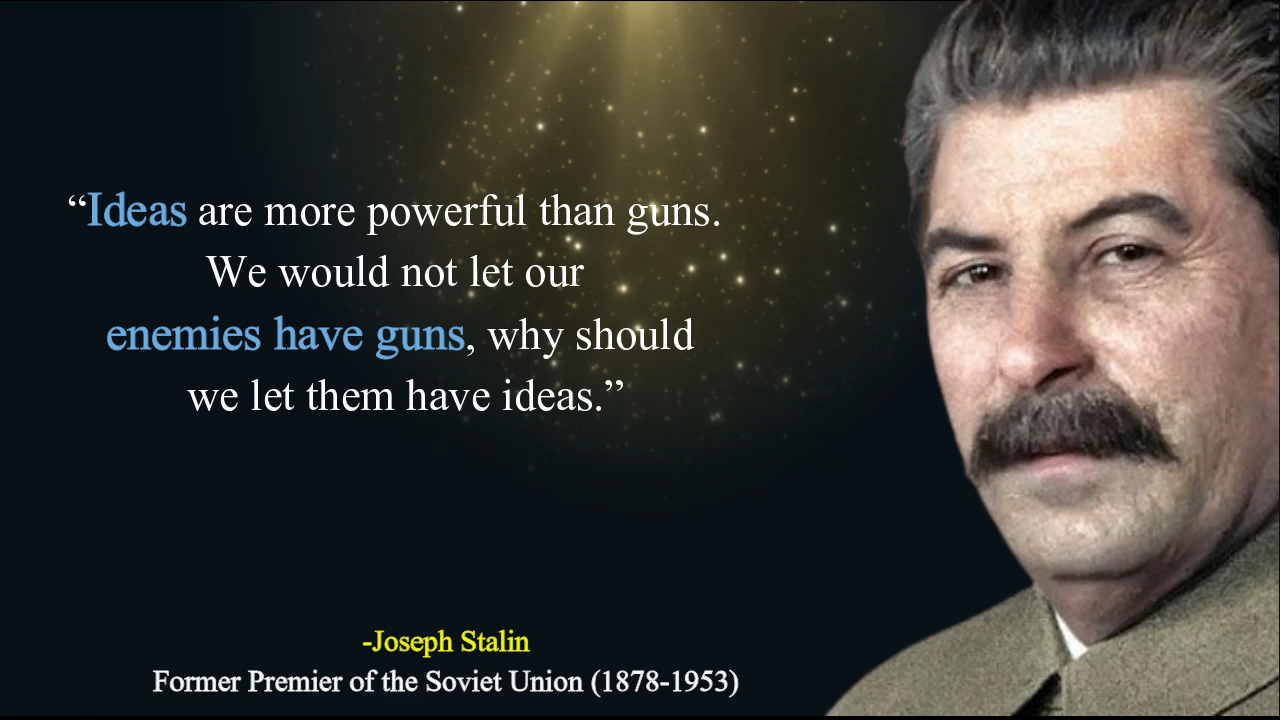 “Ideas are more powerful than guns.
We would not let our
enemies have guns, why should
we let them have ideas.”
-Joseph Stalin
Former Premier of the Soviet Union (1878-1953)